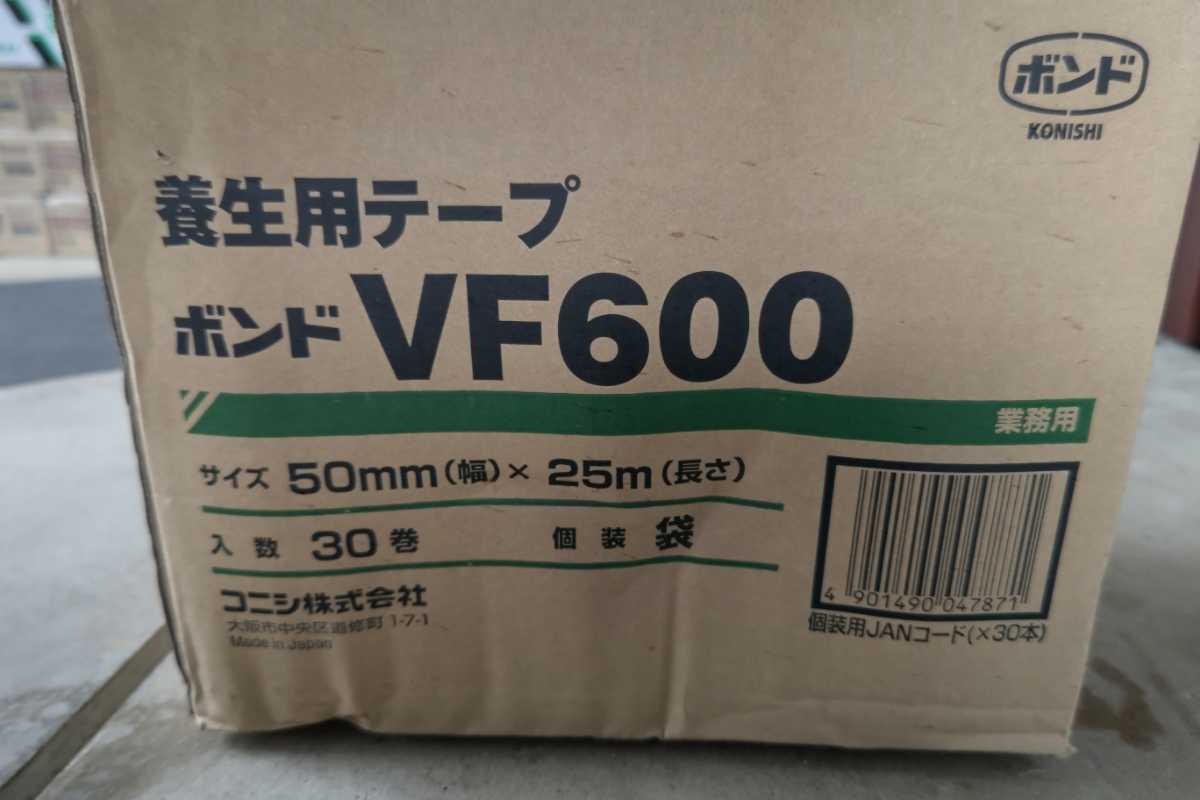 ボンド
KONISHI
養生用テープ
ボンド VF600
業務用
サイズ 50mm(幅)× 25m(長さ)
入数 30巻 個装 袋
コニシ株式会社
大阪市中央区道修町 1-7-1
Made in Japan
4 901490 047871
個装用JANコード(×30本)